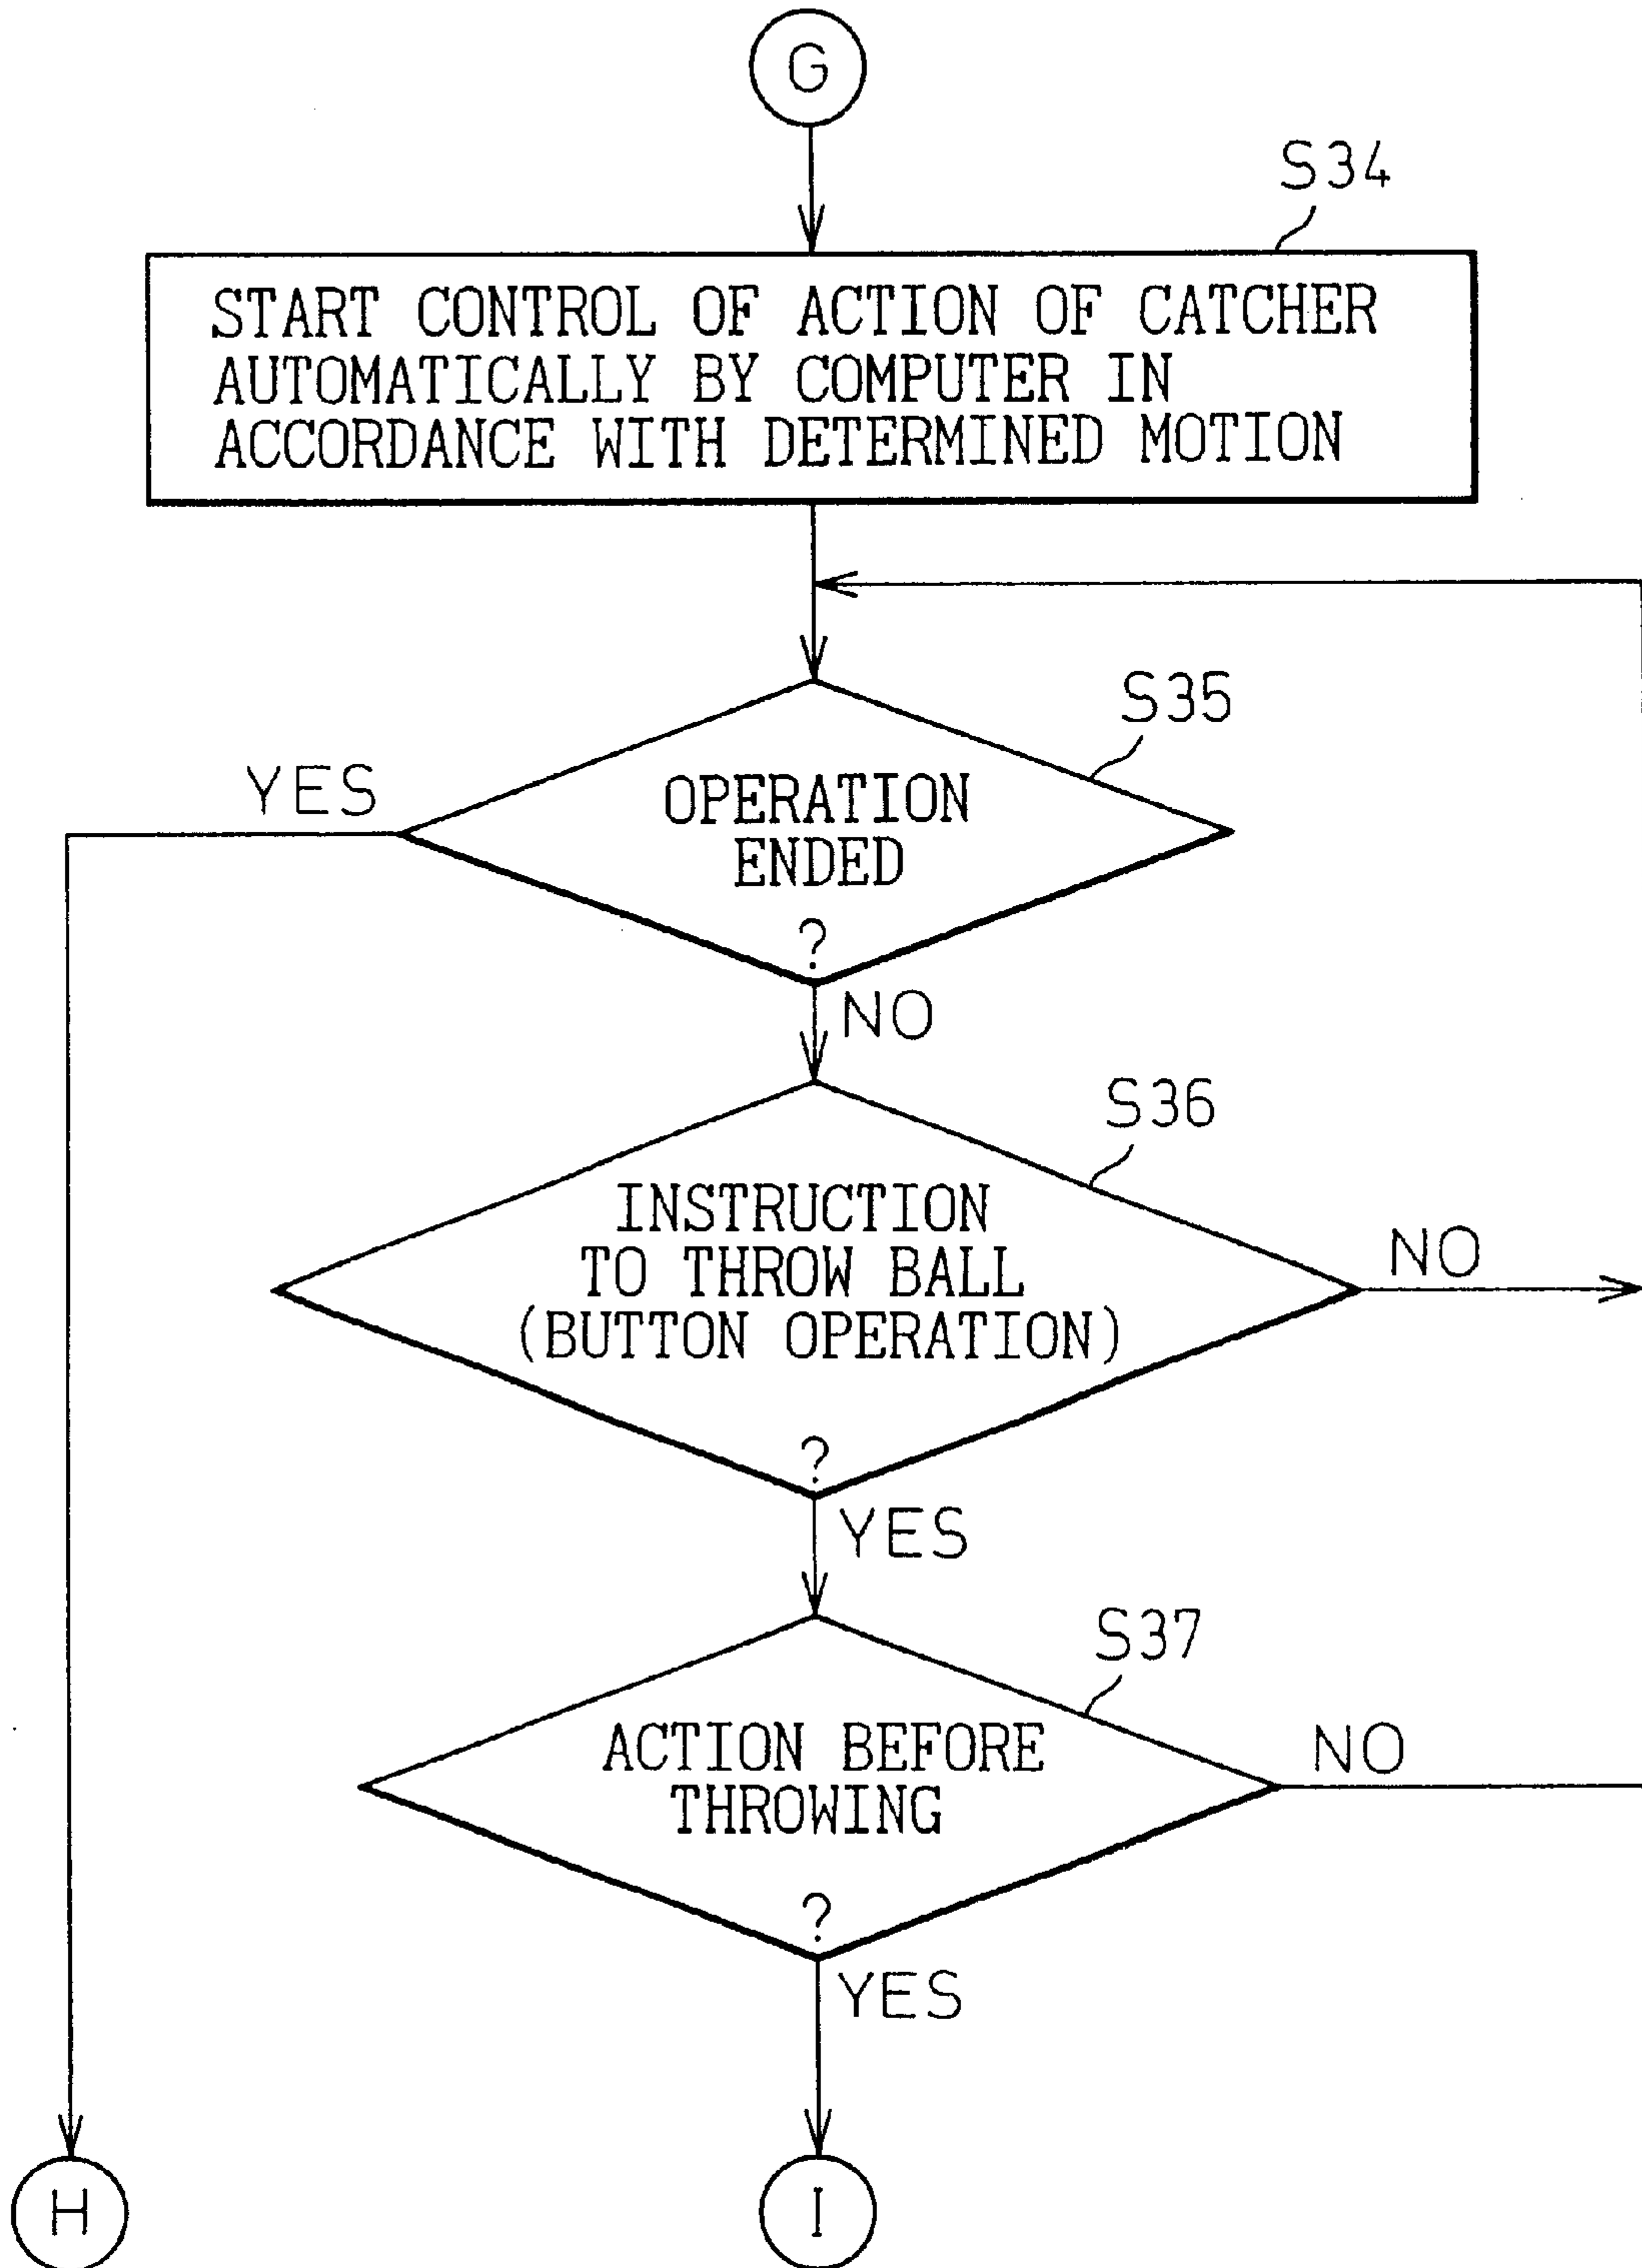 G
S34
START CONTROL OF ACTION OF CATCHER
AUTOMATICALLY BY COMPUTER IN
ACCORDANCE WITH DETERMINED MOTION
S35
YES
OPERATION
ENDED
?
NO
S36
INSTRUCTION
TO THROW BALL
(BUTTON OPERATION)
?
NO
YES
S37
ACTION BEFORE
THROWING
?
NO
YES
H
I